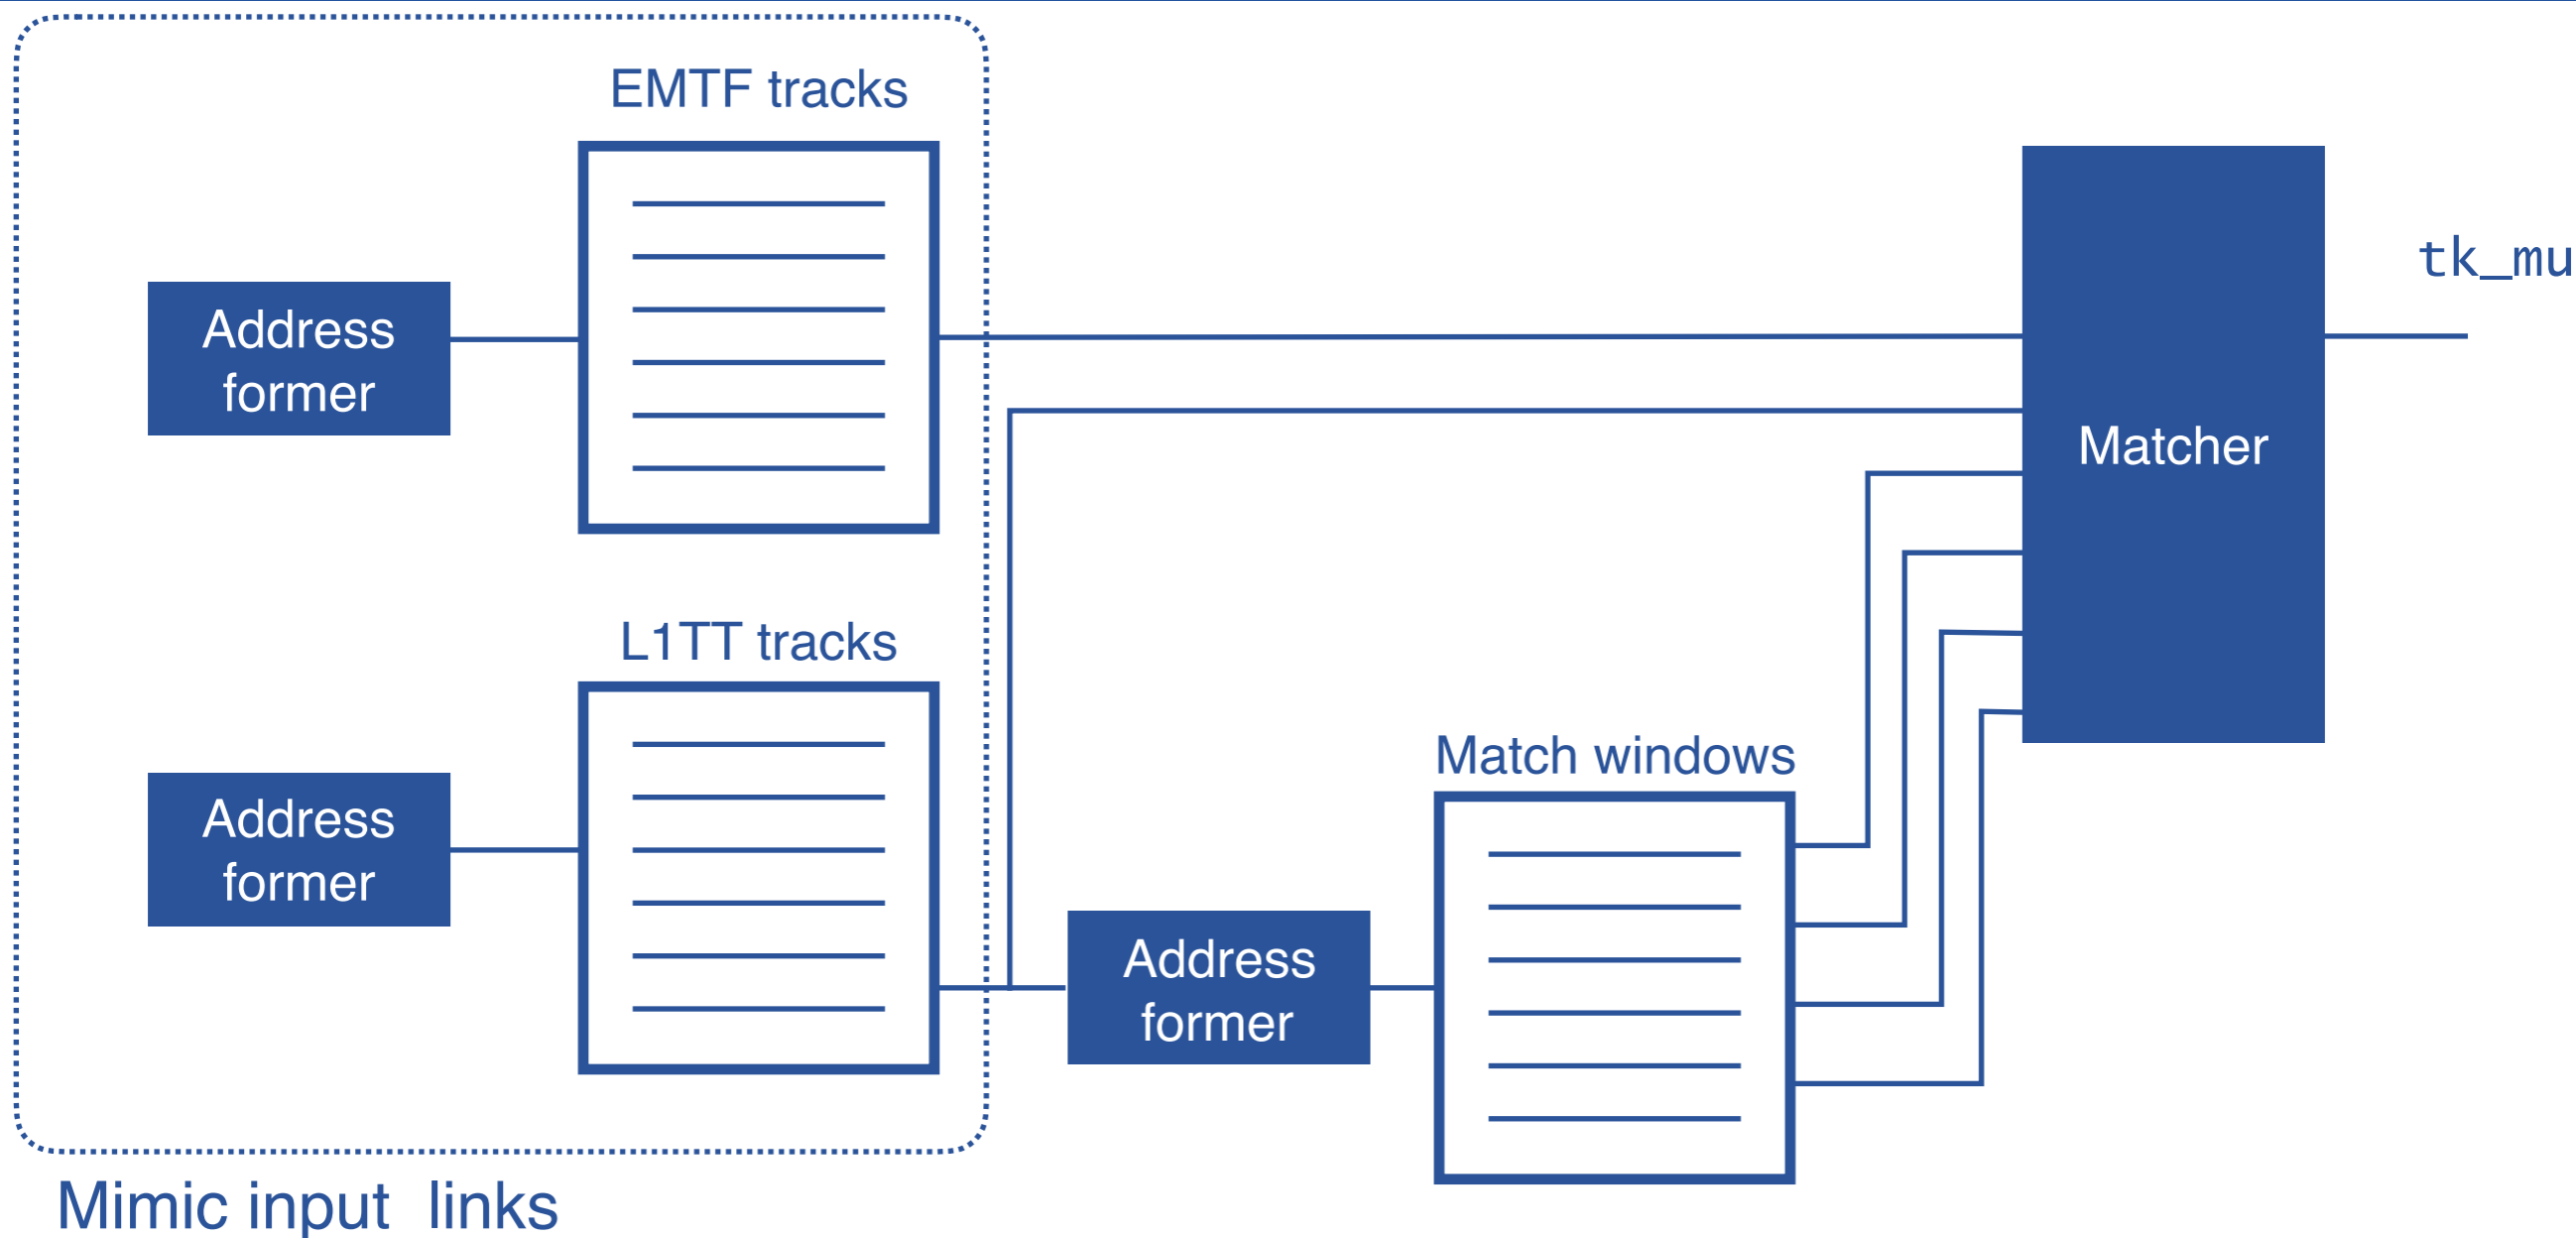 EMTF tracks
Address
former
tk_mu
Matcher
L1TT tracks
Address
former
Match windows
Address
former
Mimic input links